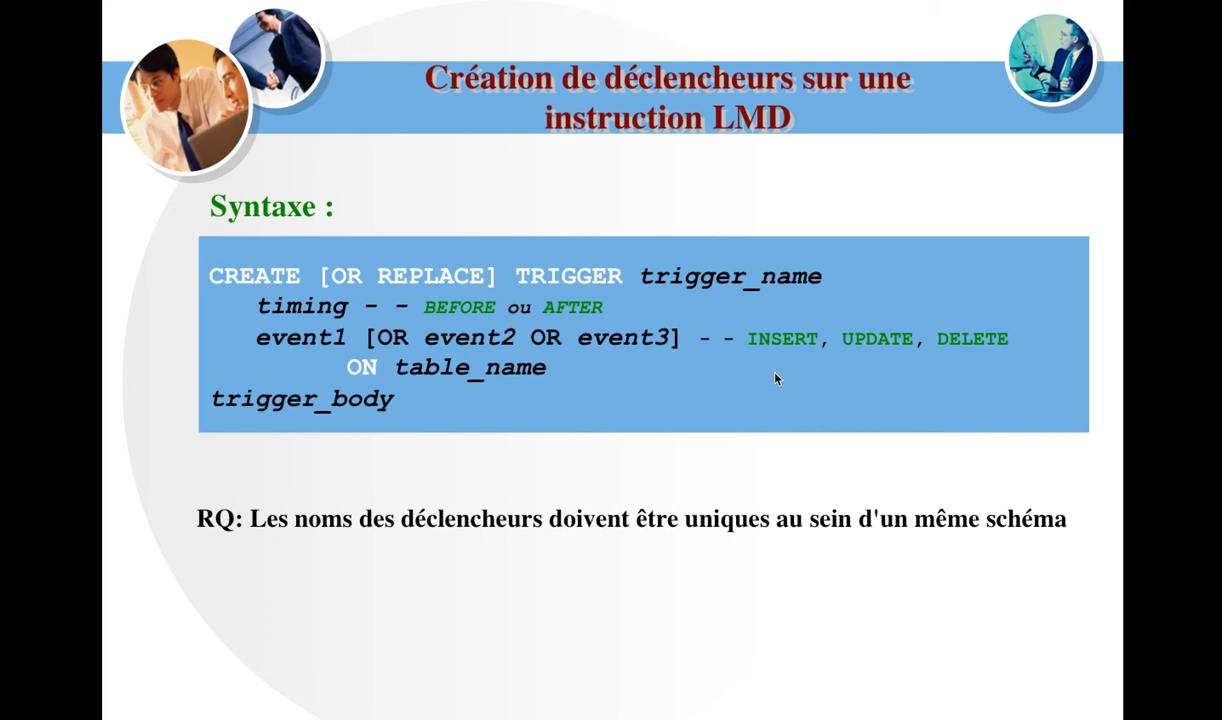 Création de déclencheurs sur une
instruction LMD
Syntaxe :
CREATE [OR REPLACE] TRIGGER trigger_name
timing - - BEFORE ou AFTER
event1 [OR event2 OR event3] - - INSERT, UPDATE, DELETE
ON table_name
trigger_body
RQ: Les noms des déclencheurs doivent être uniques au sein d'un même schéma